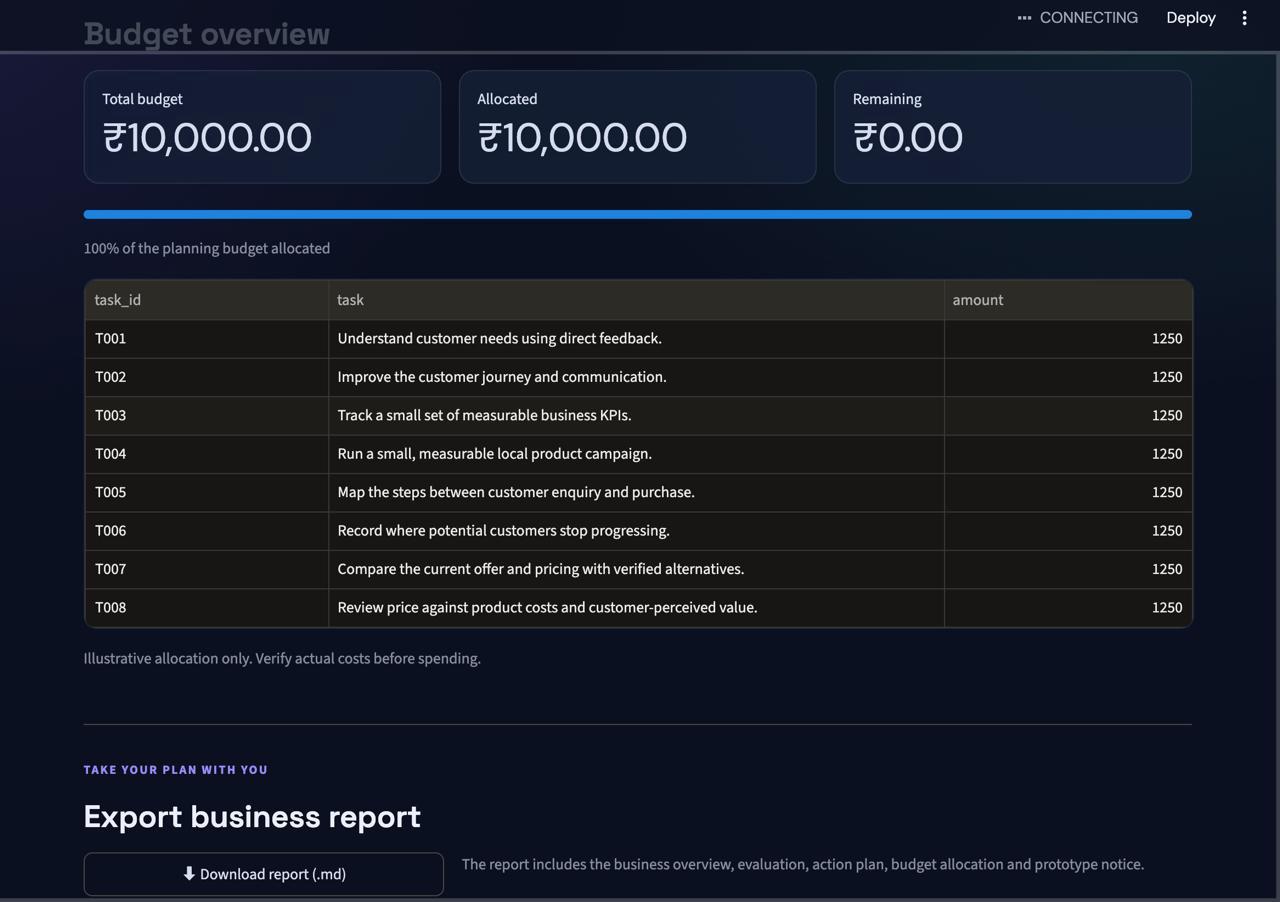 Budget overview
CONNECTING Deploy
Total budget Allocated Remaining
₹10,000.00 ₹10,000.00 ₹0.00
100% of the planning budget allocated
task_id task amount
T001 Understand customer needs using direct feedback. 1250
T002 Improve the customer journey and communication. 1250
T003 Track a small set of measurable business KPIs. 1250
T004 Run a small, measurable local product campaign. 1250
T005 Map the steps between customer enquiry and purchase. 1250
T006 Record where potential customers stop progressing. 1250
T007 Compare the current offer and pricing with verified alternatives. 1250
T008 Review price against product costs and customer-perceived value. 1250
Illustrative allocation only. Verify actual costs before spending.
TAKE YOUR PLAN WITH YOU
Export business report
Download report (.md)
The report includes the business overview, evaluation, action plan, budget allocation and prototype notice.